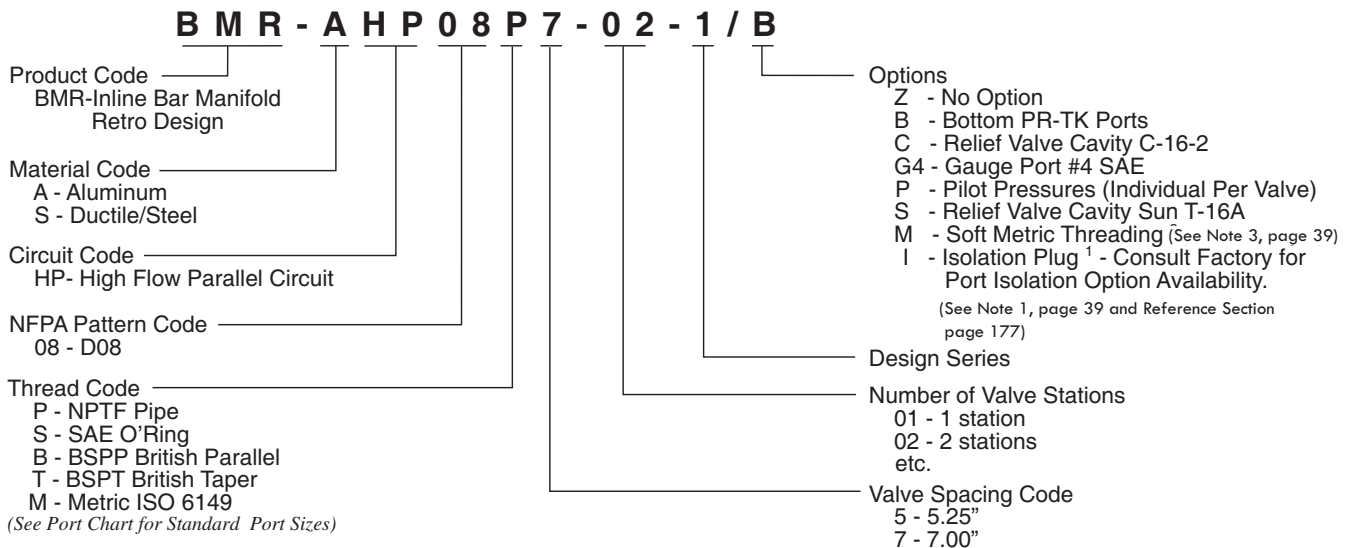 BMR-AHP08P7-02-1/B
Product Code
BMR-Inline Bar Manifold
Retro Design
Material Code
A - Aluminum
S - Ductile/Steel
Circuit Code
HP- High Flow Parallel Circuit
NFPA Pattern Code
08 - D08
Thread Code
P - NPTF Pipe
S - SAE O'Ring
B - BSPP British Parallel
T - BSPT British Taper
M - Metric ISO 6149
(See Port Chart for Standard Port Sizes)
Options
Z - No Option
B - Bottom PR-TK Ports
C - Relief Valve Cavity C-16-2
G4 - Gauge Port #4 SAE
P - Pilot Pressures (Individual Per Valve)
S - Relief Valve Cavity Sun T-16A
M - Soft Metric Threading (See Note 3, page 39)
I - Isolation Plug 1 - Consult Factory for
Port Isolation Option Availability.
(See Note 1, page 39 and Reference Section
page 177)
Design Series
Number of Valve Stations
01 - 1 station
02 - 2 stations
etc.
Valve Spacing Code
5 - 5.25"
7 - 7.00"